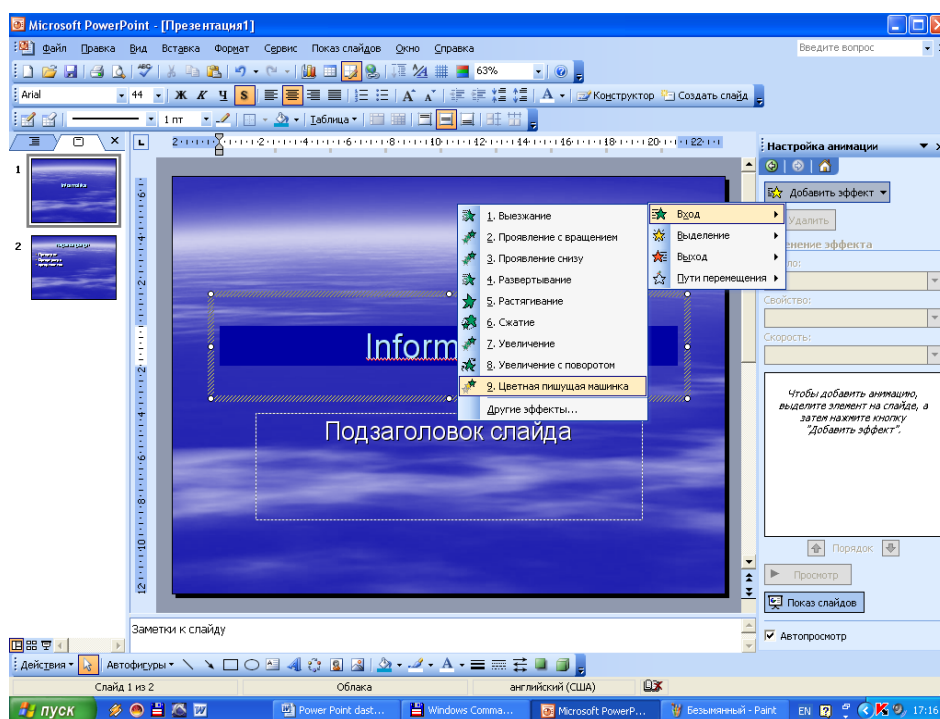 Microsoft PowerPoint - [Презентация1]
Файл Правка Вид Вставка Формат Сервис Показ слайдов Окно Справка Введите вопрос
63%
Arial 44 Ж К Ч S Конструктор Создать слайд
1 пт Таблица
Настройка анимации
Добавить эффект
Удалить
нение эффекта
ло:
Свойство:
Скорость:
Чтобы добавить анимацию,
выделите элемент на слайде, а
затем нажмите кнопку
"Добавить эффект".
Порядок
Просмотр
Показ слайдов
Автопросмотр
1
2
Вход
Выделение
Выход
Пути перемещения
1. Выезжание
2. Проявление с вращением
3. Проявление снизу
4. Развертывание
5. Растягивание
6. Сжатие
7. Увеличение
8. Увеличение с поворотом
9. Цветная пишущая машинка
Другие эффекты...
Inform
Подзаголовок слайда
Заметки к слайду
Действия Автофигуры
Слайд 1 из 2 Облака английский (США)
пуск Power Point dast... Windows Comma... Microsoft PowerP... Безымянный - Paint EN 17:16